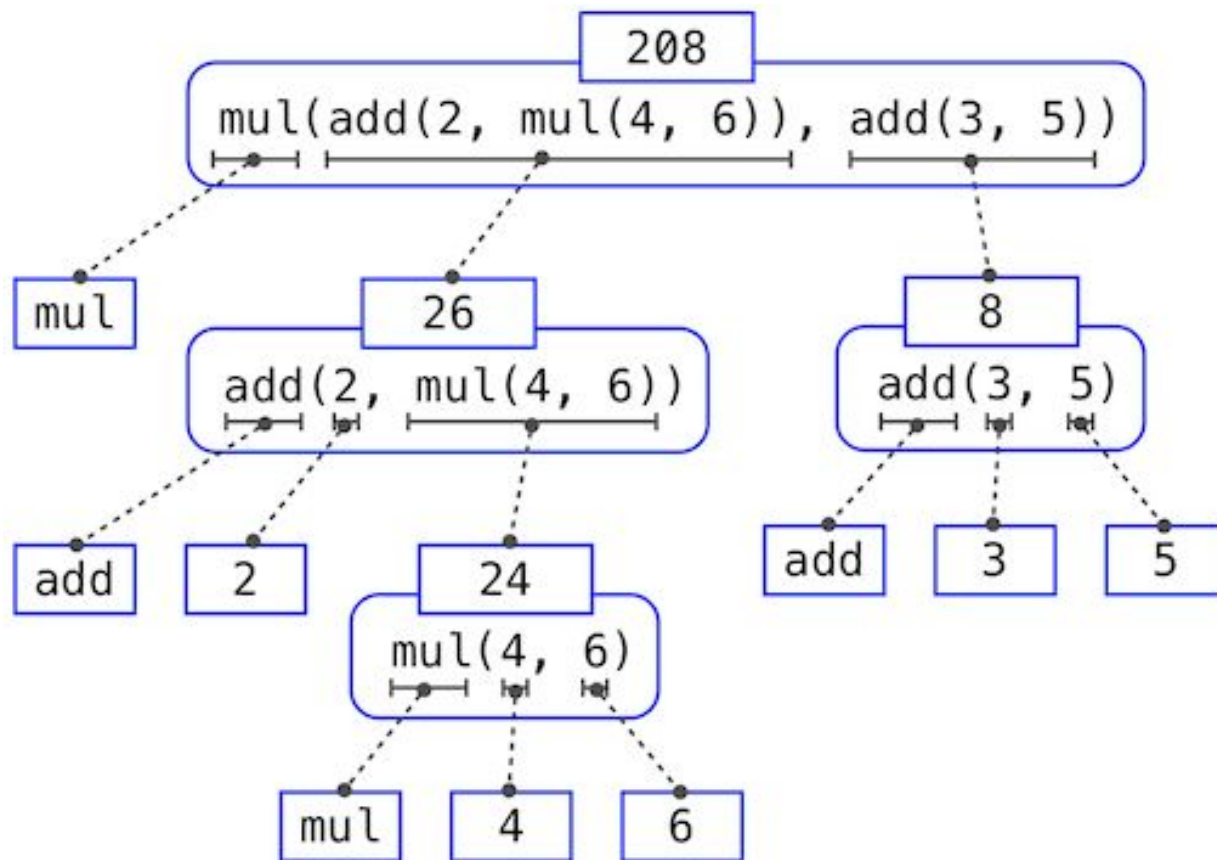 208
mul(add(2, mul(4, 6)), add(3, 5))
mul
26
8
add(2, mul(4, 6))
add(3, 5)
add
2
24
add
3
5
mul(4, 6)
mul
4
6